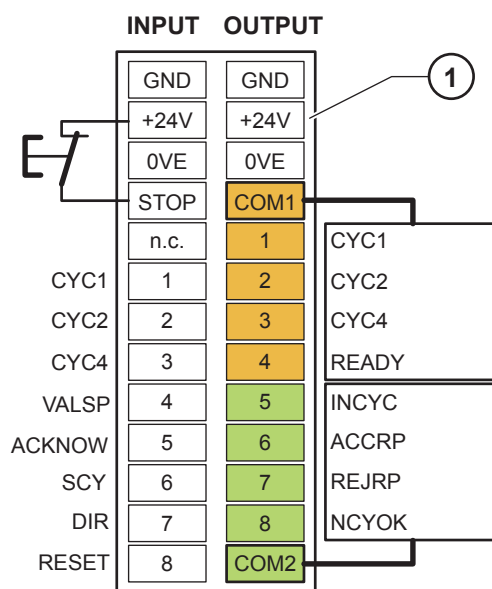 INPUT OUTPUT
GND GND
1
+24V +24V
0VE 0VE
STOP COM1
n.c. 1 CYC1
CYC1 1 2 CYC2
CYC2 2 3 CYC4
CYC4 3 4 READY
VALSP 4 5 INCYC
ACKNOW 5 6 ACCRP
SCY 6 7 REJRP
DIR 7 8 NCYOK
RESET 8 COM2